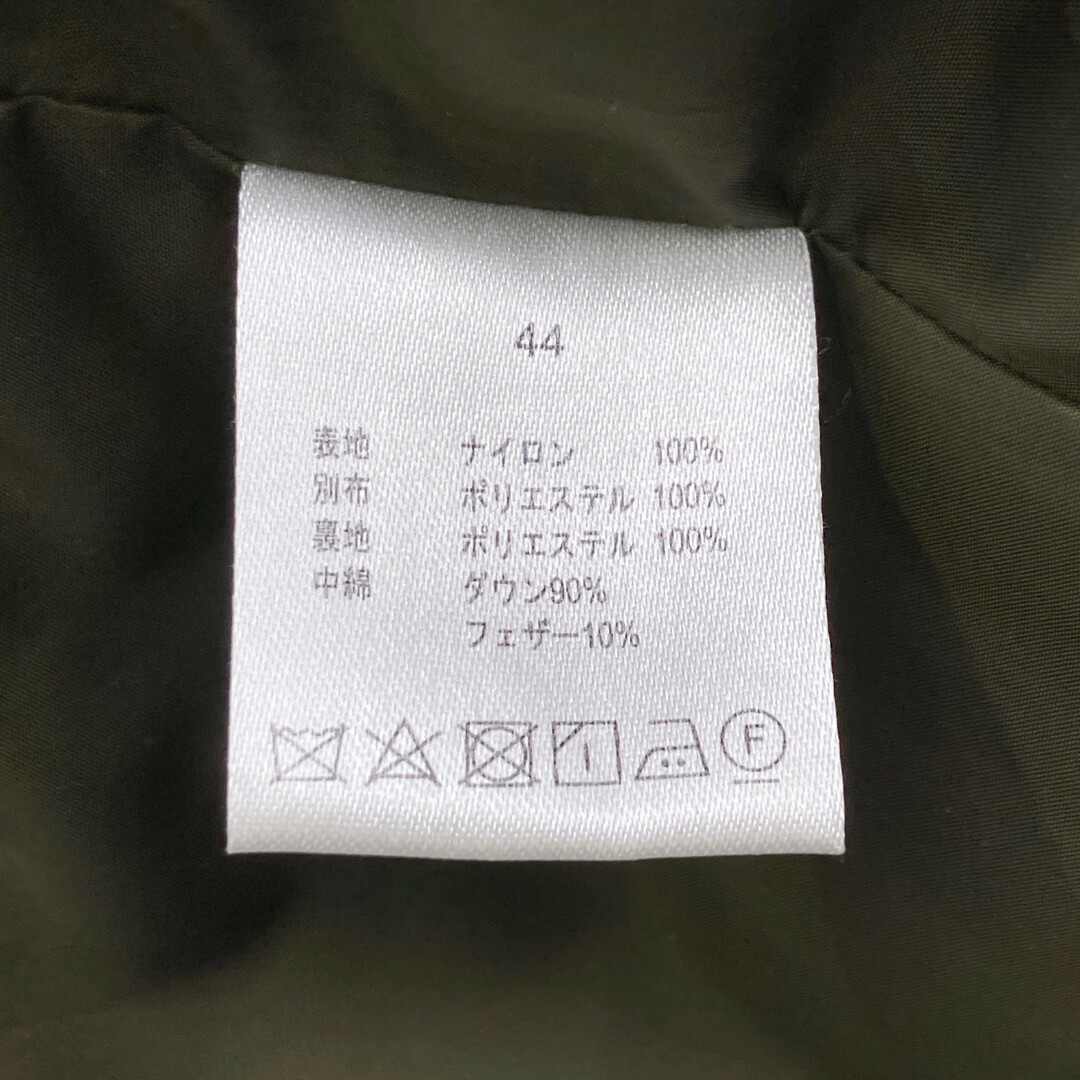 44
表地 ナイロン 100%
別布 ポリエステル 100%
裏地 ポリエステル 100%
中綿 ダウン90%
フェザー10%
F